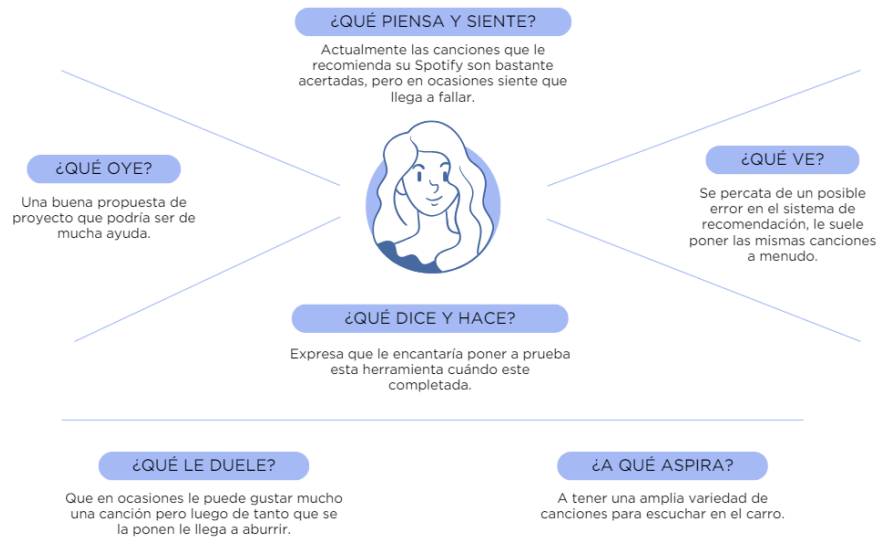 ¿QUÉ PIENSA Y SIENTE?
Actualmente las canciones que le
recomienda su Spotify son bastante
acertadas, pero en ocasiones siente que
llega a fallar.
¿QUÉ OYE?
Una buena propuesta de
proyecto que podría ser de
mucha ayuda.
¿QUÉ VE?
Se percata de un posible
error en el sistema de
recomendación, le suele
poner las mismas canciones
a menudo.
¿QUÉ DICE Y HACE?
Expresa que le encantaría poner a prueba
esta herramienta cuándo este
completada.
¿QUÉ LE DUELE?
Que en ocasiones le puede gustar mucho
una canción pero luego de tanto que se
la ponen le llega a aburrir.
¿A QUÉ ASPIRA?
A tener una amplia variedad de
canciones para escuchar en el carro.